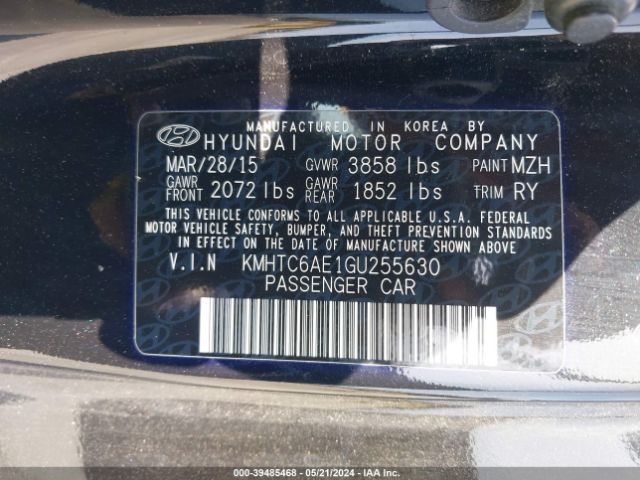 MANUFACTURED IN KOREA BY
HYUNDAI MOTOR COMPANY
MAR/28/15 GVWR 3858 lbs PAINT MZH
GAWR FRONT 2072 lbs GAWR REAR 1852 lbs TRIM RY
THIS VEHICLE CONFORMS TO ALL APPLICABLE U.S.A. FEDERAL
MOTOR VEHICLE SAFETY, BUMPER, AND THEFT PREVENTION STANDARDS
IN EFFECT ON THE DATE OF MANUFACTURE SHOWN ABOVE
V.I.N KMHTC6AE1GU255630
PASSENGER CAR
000-39485468 - 05/21/2024 - IAA Inc.